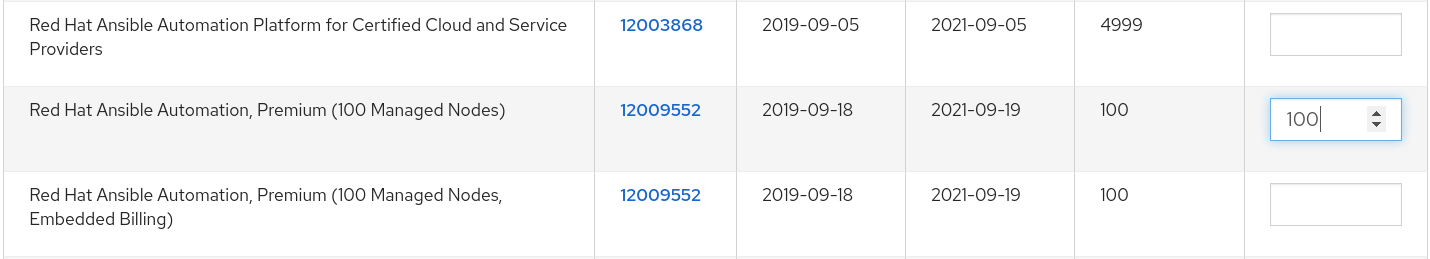 Red Hat Ansible Automation Platform for Certified Cloud and Service 12003868 2019-09-05 2021-09-05 4999
Providers
Red Hat Ansible Automation, Premium (100 Managed Nodes) 12009552 2019-09-18 2021-09-19 100 100
Red Hat Ansible Automation, Premium (100 Managed Nodes, 12009552 2019-09-18 2021-09-19 100
Embedded Billing)